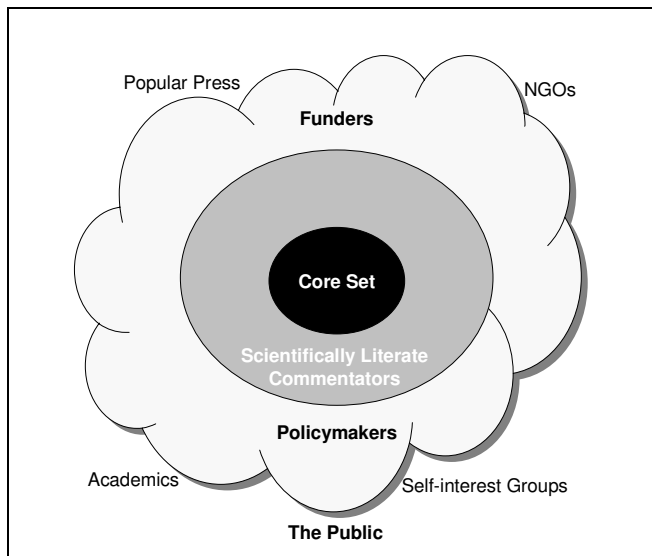 Popular Press
NGOs
Funders
Core Set
Scientifically Literate
Commentators
Policymakers
Academics
Self-interest Groups
The Public